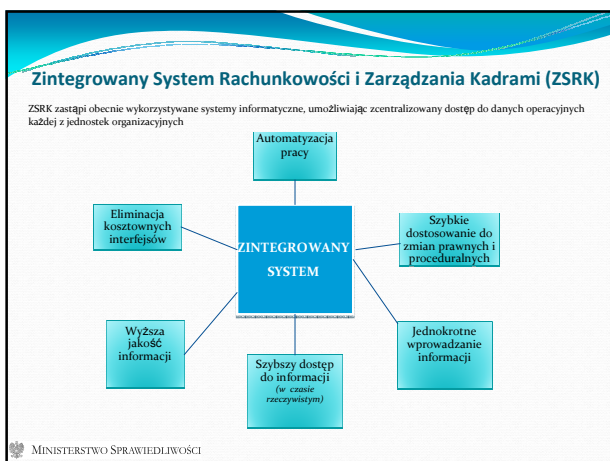 Zintegrowany System Rachunkowości i Zarządzania Kadrami (ZSRK)
ZSRK zastąpi obecnie wykorzystywane systemy informatyczne, umożliwiając zcentralizowany dostęp do danych operacyjnych
każdej z jednostek organizacyjnych
Automatyzacja
pracy
Eliminacja
kosztownych
interfejsów
Szybkie
dostosowanie do
zmian prawnych i
proceduralnych
ZINTEGROWANY
SYSTEM
Wyższa
jakość
informacji
Szybszy dostęp
do informacji
(w czasie
rzeczywistym)
Jednokrotne
wprowadzanie
informacji
MINISTERSTWO SPRAWIEDLIWOŚCI